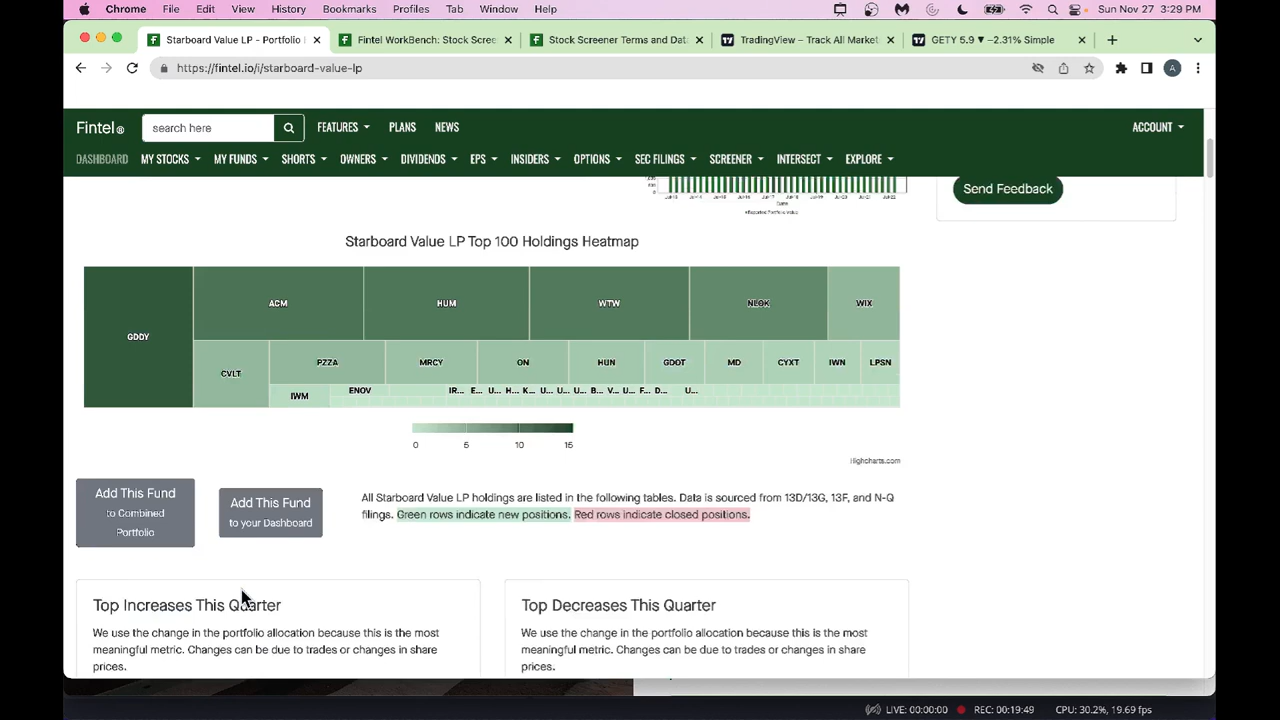 Chrome File Edit View History Bookmarks Profiles Tab Window Help Sun Nov 27 3:29 PM
Starboard Value LP - Portfolio Fintel WorkBench: Stock Scree Stock Screener Terms and Data TradingView – Track All Market GETY 5.9 ▼ −2.31% Simple
https://fintel.io/i/starboard-value-lp
Fintel® search here FEATURES PLANS NEWS ACCOUNT
DASHBOARD MY STOCKS MY FUNDS SHORTS OWNERS DIVIDENDS EPS INSIDERS OPTIONS SEC FILINGS SCREENER INTERSECT EXPLORE
Send Feedback
Starboard Value LP Top 100 Holdings Heatmap
GDDY ACM HUM WTW NLOK WIX
CVLT PZZA MRCY ON HUN GDOT MD CYXT IWN LPSN
IWM ENOV IR... E... U... H... K... U... U... U... B... V... U... F... D... U...
0 5 10 15
Highcharts.com
Add This Fund
to Combined
Portfolio
Add This Fund
to your Dashboard
All Starboard Value LP holdings are listed in the following tables. Data is sourced from 13D/13G, 13F, and N-Q
filings. Green rows indicate new positions. Red rows indicate closed positions.
Top Increases This Quarter
We use the change in the portfolio allocation because this is the most
meaningful metric. Changes can be due to trades or changes in share
prices.
Top Decreases This Quarter
We use the change in the portfolio allocation because this is the most
meaningful metric. Changes can be due to trades or changes in share
prices.
LIVE: 00:00:00 REC: 00:19:49 CPU: 30.2%, 19.69 fps